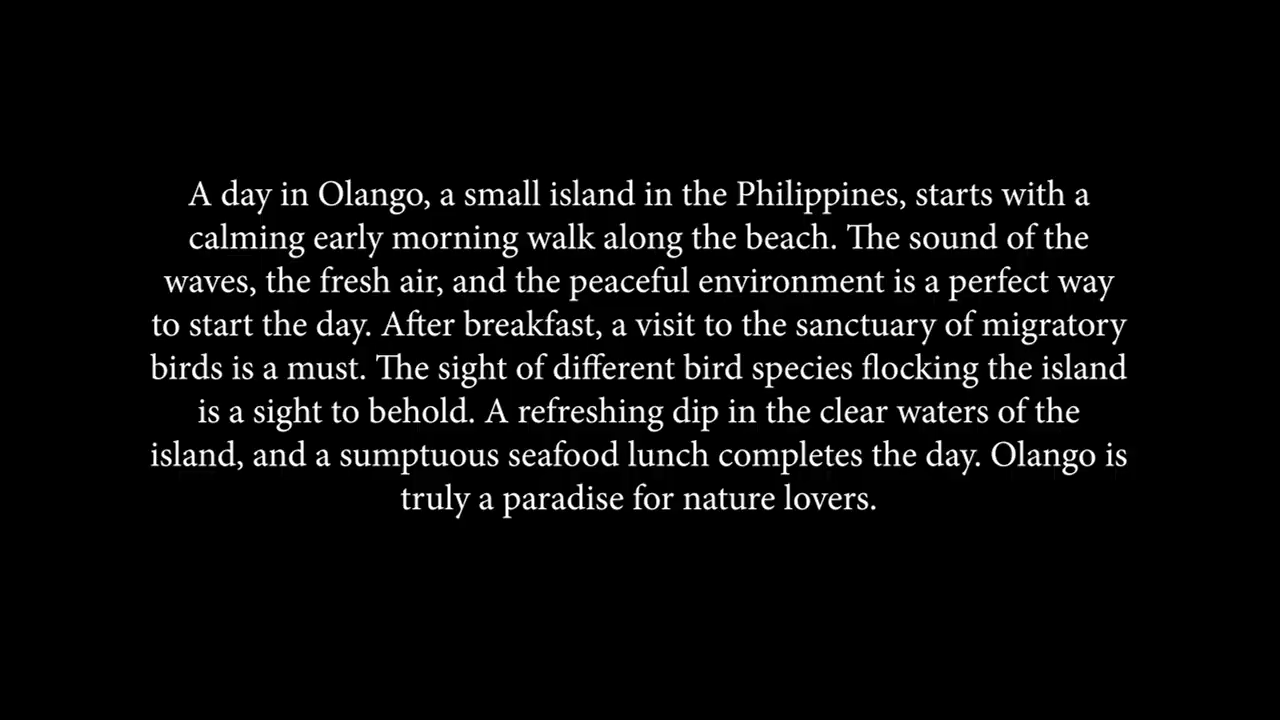 A day in Olango, a small island in the Philippines, starts with a
calming early morning walk along the beach. The sound of the
waves, the fresh air, and the peaceful environment is a perfect way
to start the day. After breakfast, a visit to the sanctuary of migratory
birds is a must. The sight of different bird species flocking the island
is a sight to behold. A refreshing dip in the clear waters of the
island, and a sumptuous seafood lunch completes the day. Olango is
truly a paradise for nature lovers.